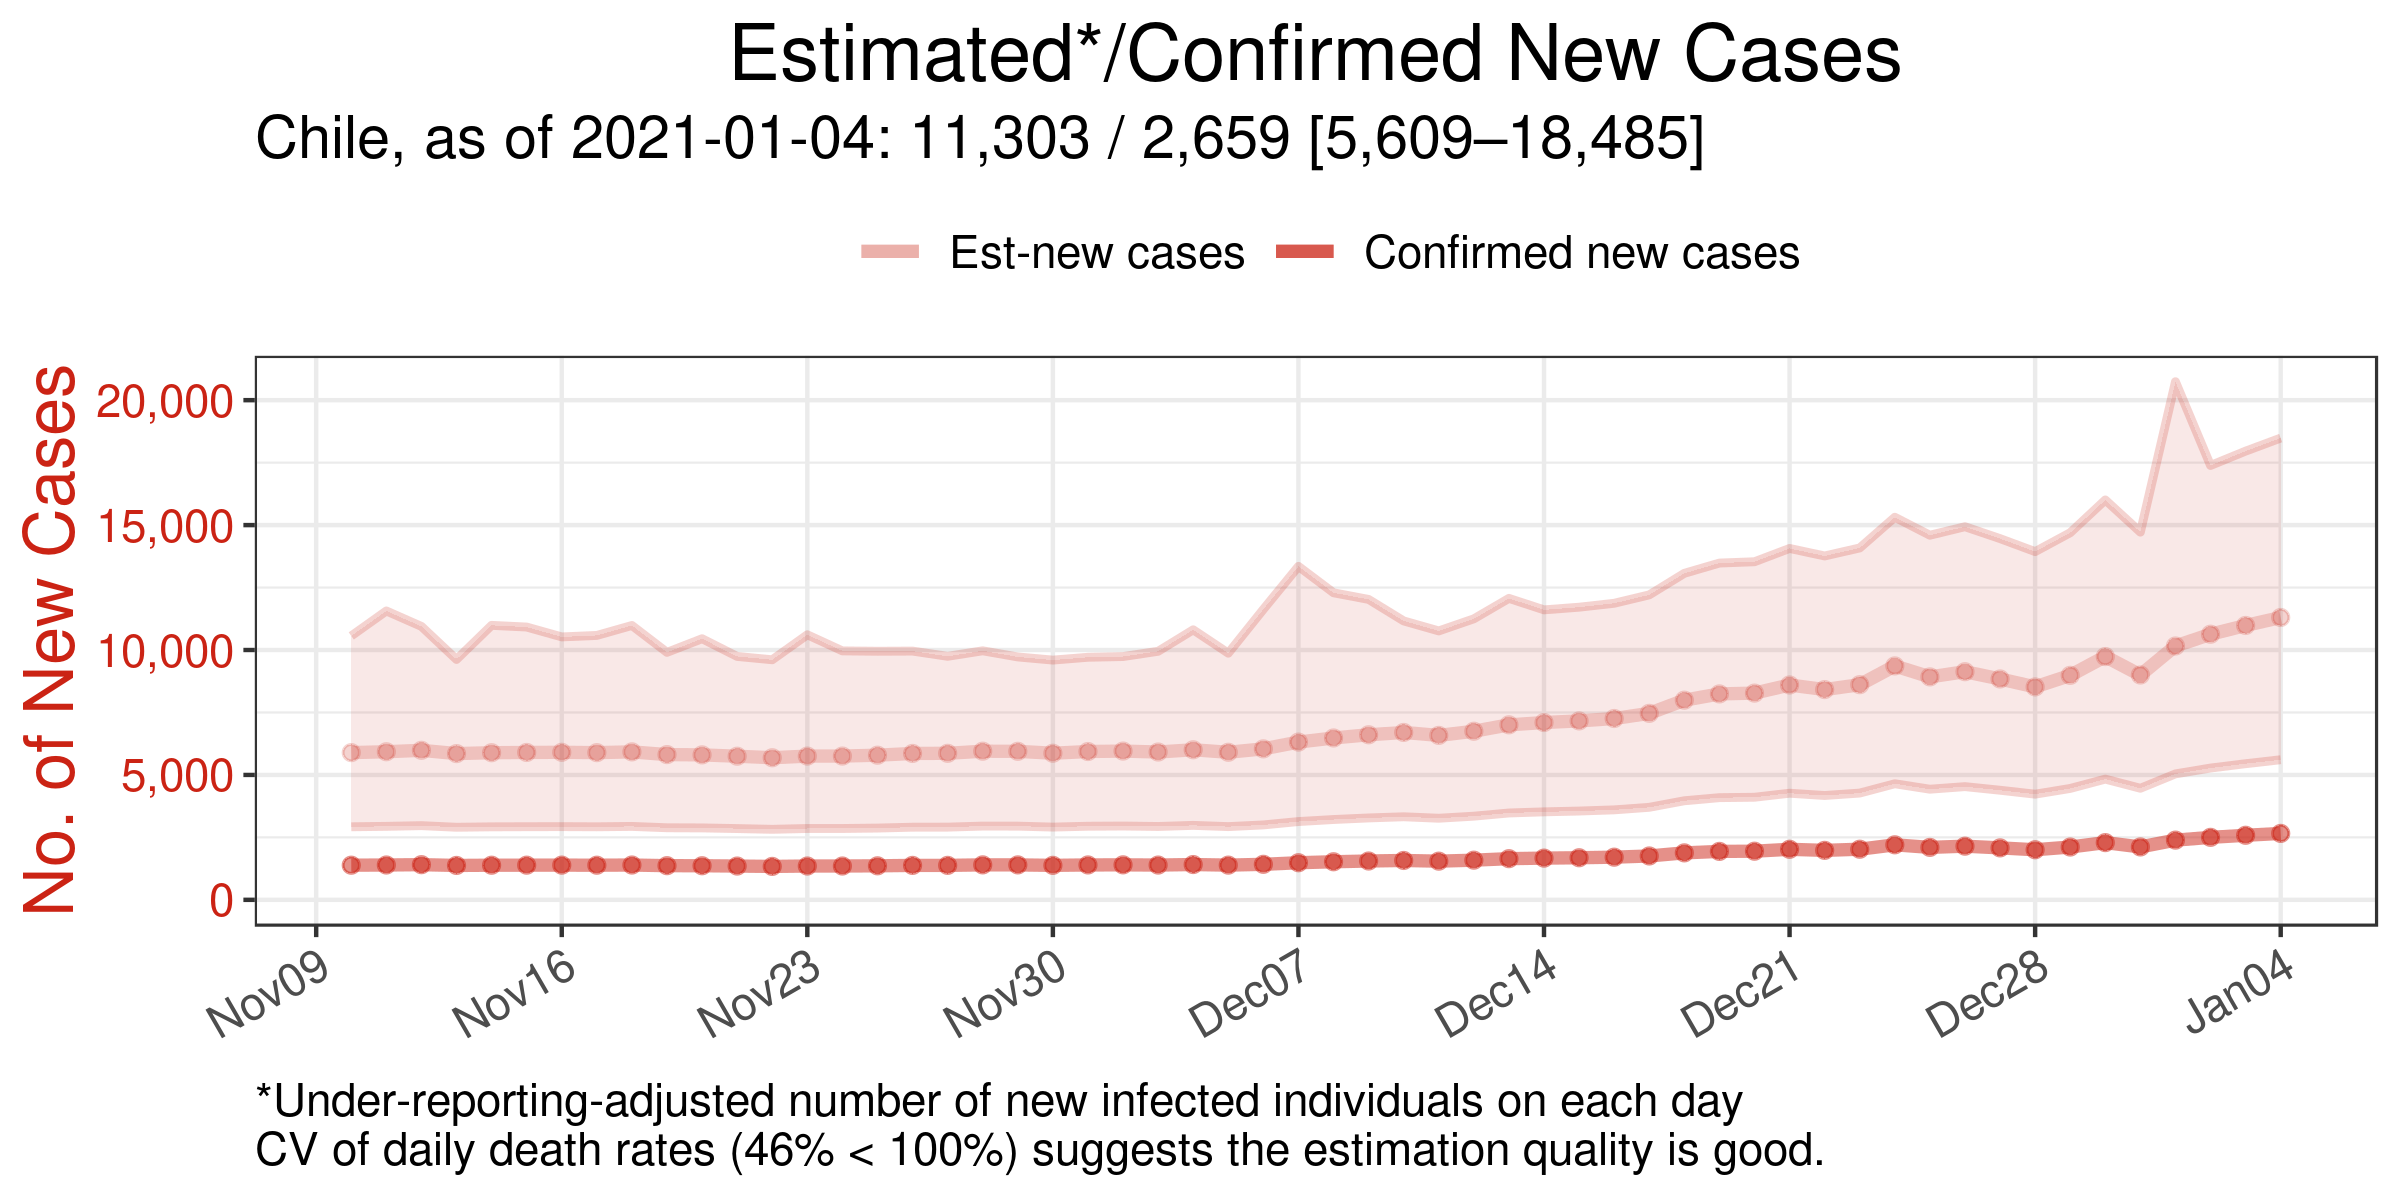 Estimated*/Confirmed New Cases
Chile, as of 2021-01-04: 11,303 / 2,659 [5,609–18,485]
Est-new cases
Confirmed new cases
No. of New Cases
20,000
15,000
10,000
5,000
0
Nov09
Nov16
Nov23
Nov30
Dec07
Dec14
Dec21
Dec28
Jan04
*Under-reporting-adjusted number of new infected individuals on each day
CV of daily death rates (46% < 100%) suggests the estimation quality is good.